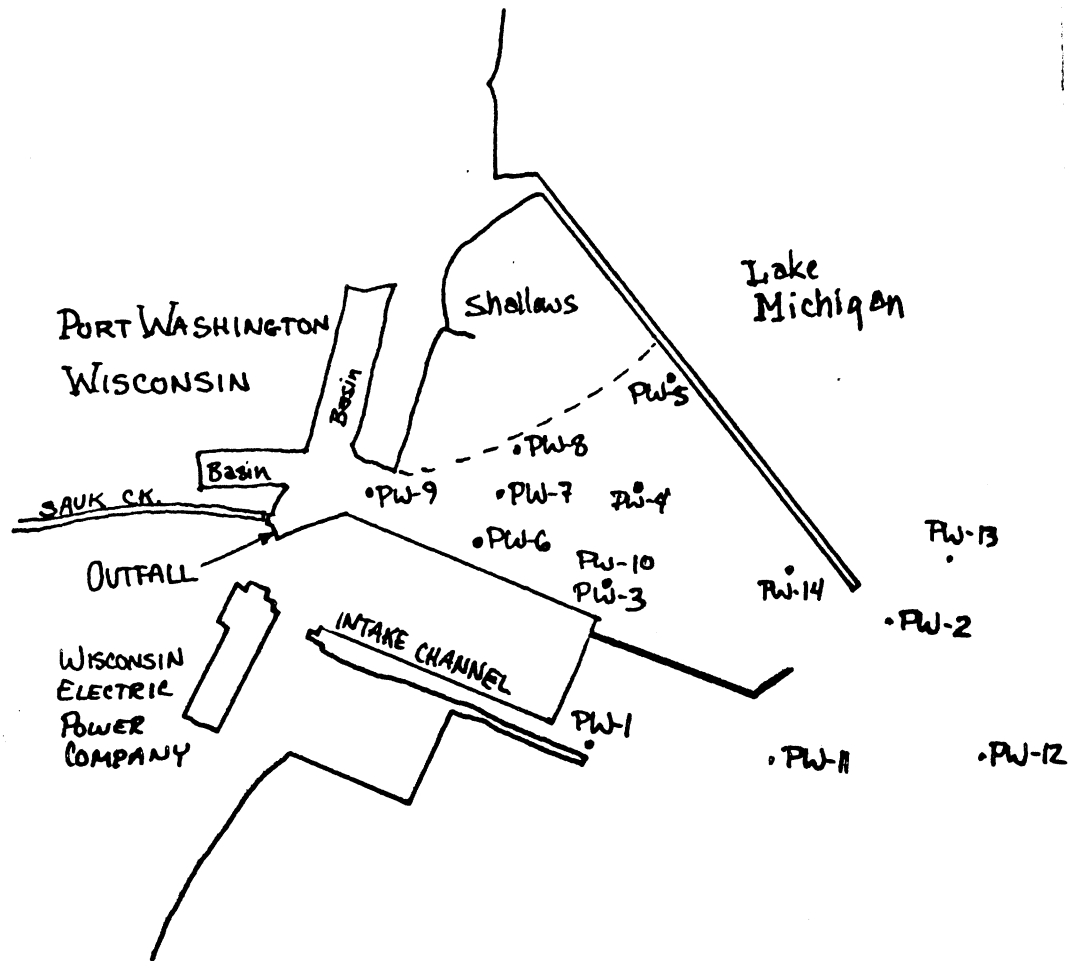 Lake
Michigan
Shallows
PORT WASHINGTON
WISCONSIN
Basin
PW-5
PW-8
Basin
PW-9
PW-7
PW-4
SAUK CK.
PW-13
PW-6
PW-10
OUTFALL
PW-3
PW-14
PW-2
INTAKE CHANNEL
WISCONSIN
ELECTRIC
POWER
COMPANY
PW-1
PW-11
PW-12